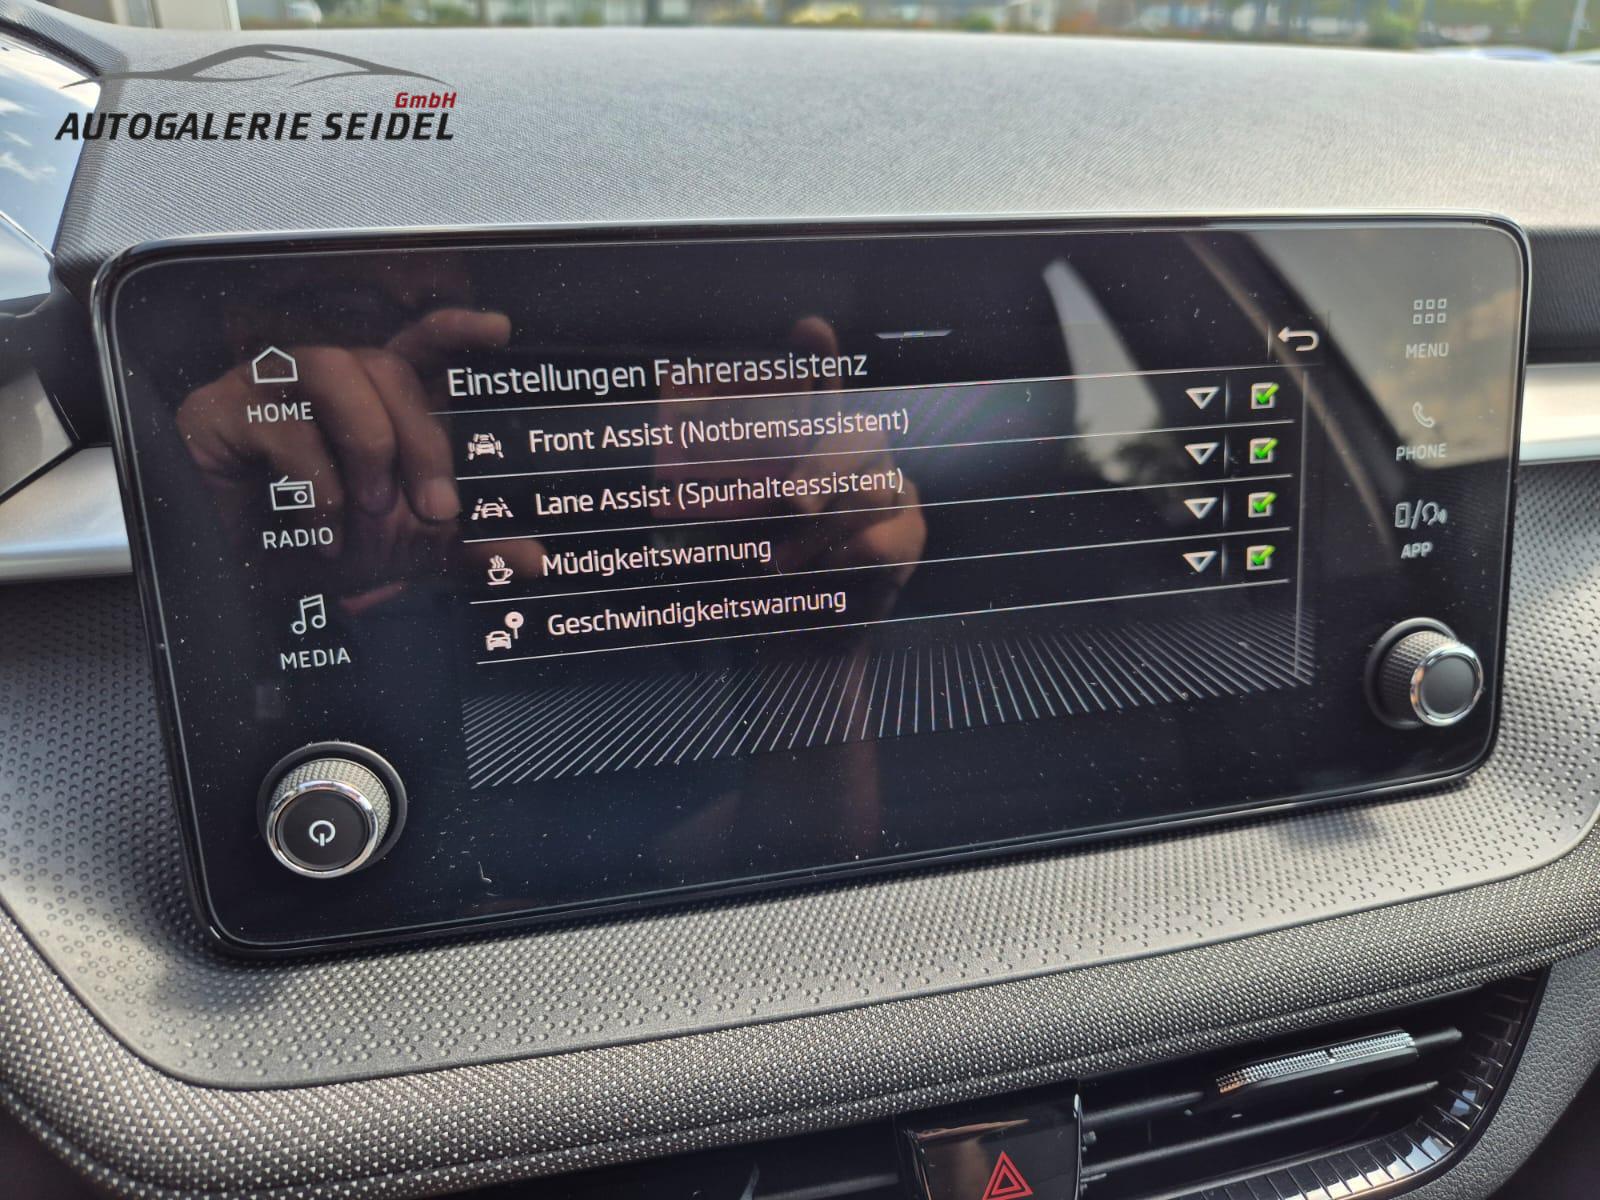 GmbH
AUTOGALERIE SEIDEL
HOME
RADIO
MEDIA
Einstellungen Fahrerassistenz
Front Assist (Notbremsassistent)
Lane Assist (Spurhalteassistent)
Müdigkeitswarnung
Geschwindigkeitswarnung
MENU
PHONE
APP